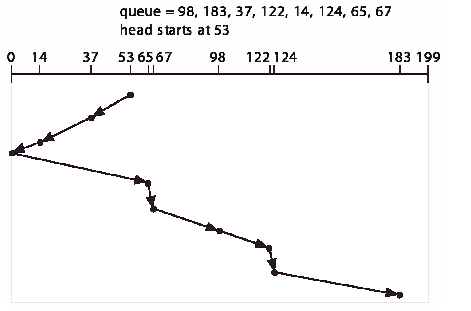 queue = 98, 183, 37, 122, 14, 124, 65, 67
head starts at 53
0 14 37 53 65 67 98 122 124 183 199